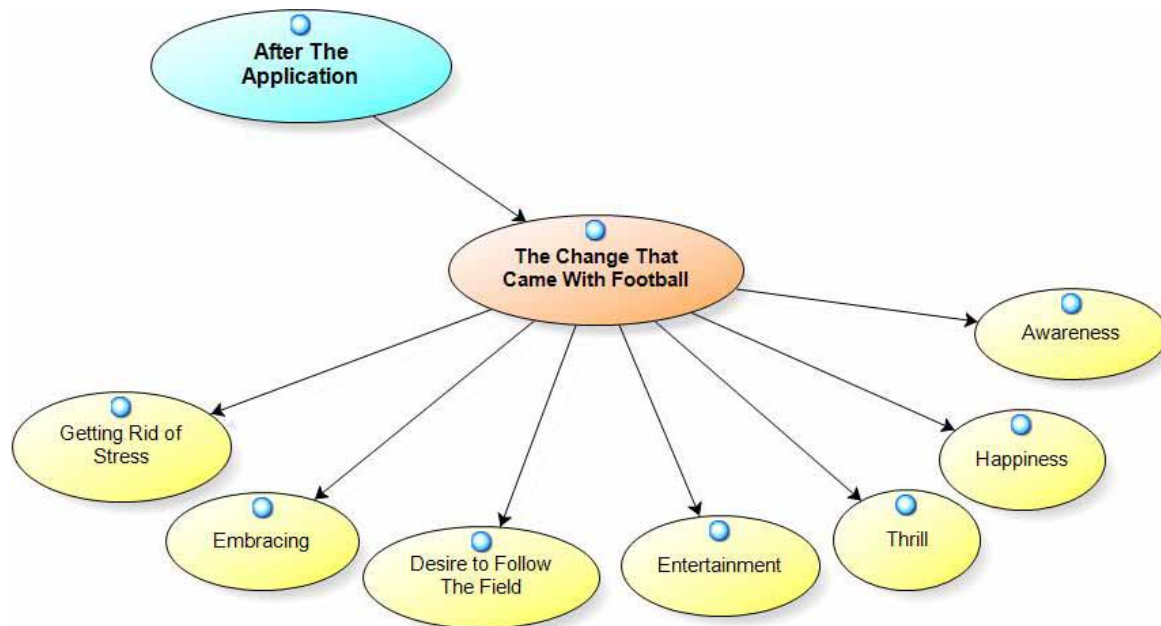 After The
Application
The Change That
Came With Football
Awareness
Getting Rid of
Stress
Happiness
Embracing
Desire to Follow
The Field
Entertainment
Thrill